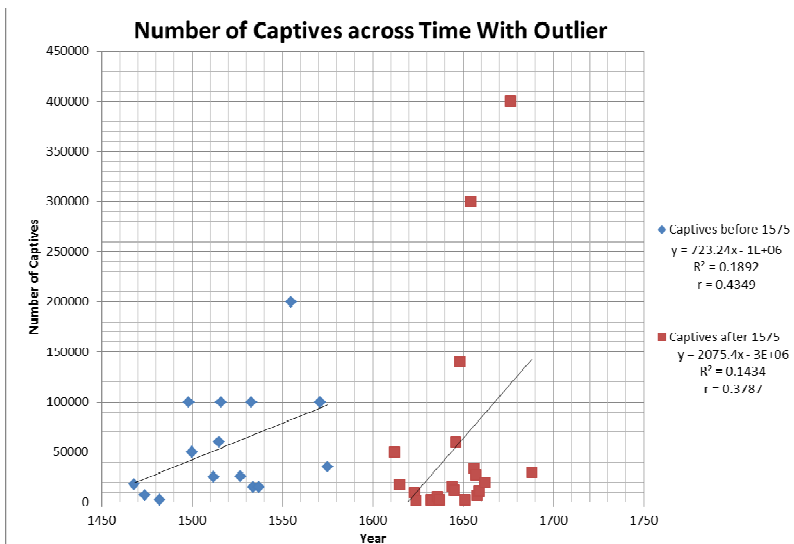 Number of Captives across Time With Outlier
450000
400000
350000
300000
250000
200000
150000
100000
50000
0
Number of Captives
1450
1500
1550
1600
1650
1700
1750
Year
Captives before 1575
y = 723.24x - 1E+06
R² = 0.1892
r = 0.4349
Captives after 1575
y = 2075.4x - 3E+06
R² = 0.1434
r = 0.3787